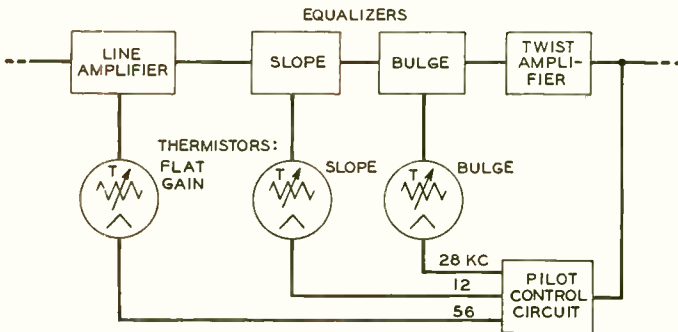 EQUALIZERS
LINE
AMPLIFIER
SLOPE
BULGE
TWIST
AMPLI-
FIER
THERMISTORS:
FLAT
GAIN
T
SLOPE
T
BULGE
T
28 KC
12
56
PILOT
CONTROL
CIRCUIT